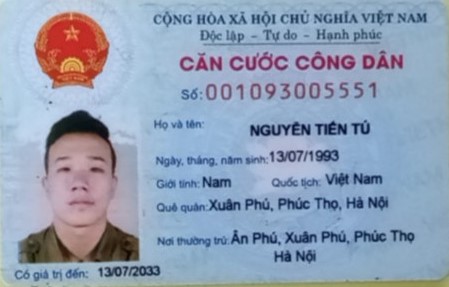 CỘNG HÒA XÃ HỘI CHỦ NGHĨA VIỆT NAM
Độc lập - Tự do - Hạnh phúc
CĂN CƯỚC CÔNG DÂN
Số: 001093005551
Họ và tên: NGUYỄN TIẾN TÚ
Ngày, tháng, năm sinh: 13/07/1993
Giới tính: Nam Quốc tịch: Việt Nam
Quê quán: Xuân Phú, Phúc Thọ, Hà Nội
Nơi thường trú: Ân Phú, Xuân Phú, Phúc Thọ
Hà Nội
Có giá trị đến: 13/07/2033